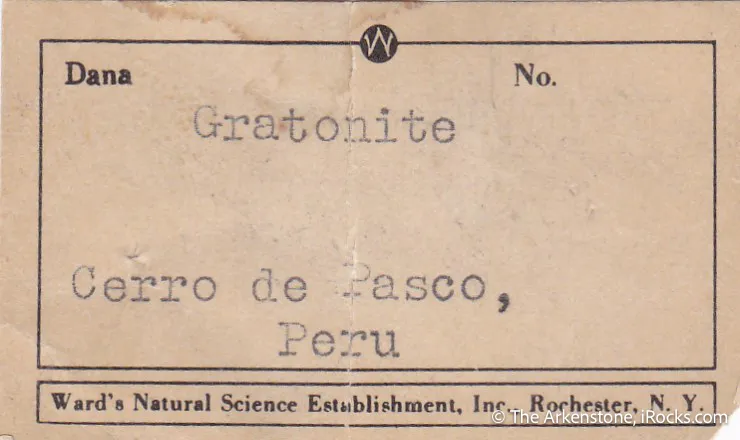 W
Dana No.
Gratonite
Cerro de Pasco,
Peru
Ward's Natural Science Establishment, Inc. Rochester, N. Y.
© The Arkenstone, iRocks.com